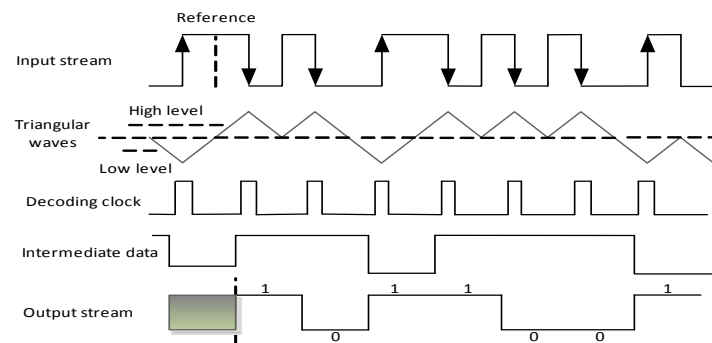 Reference
Input stream
High level
Triangular
waves
Low level
Decoding clock
Intermediate data
1 1 1 1
Output stream
0 0 0